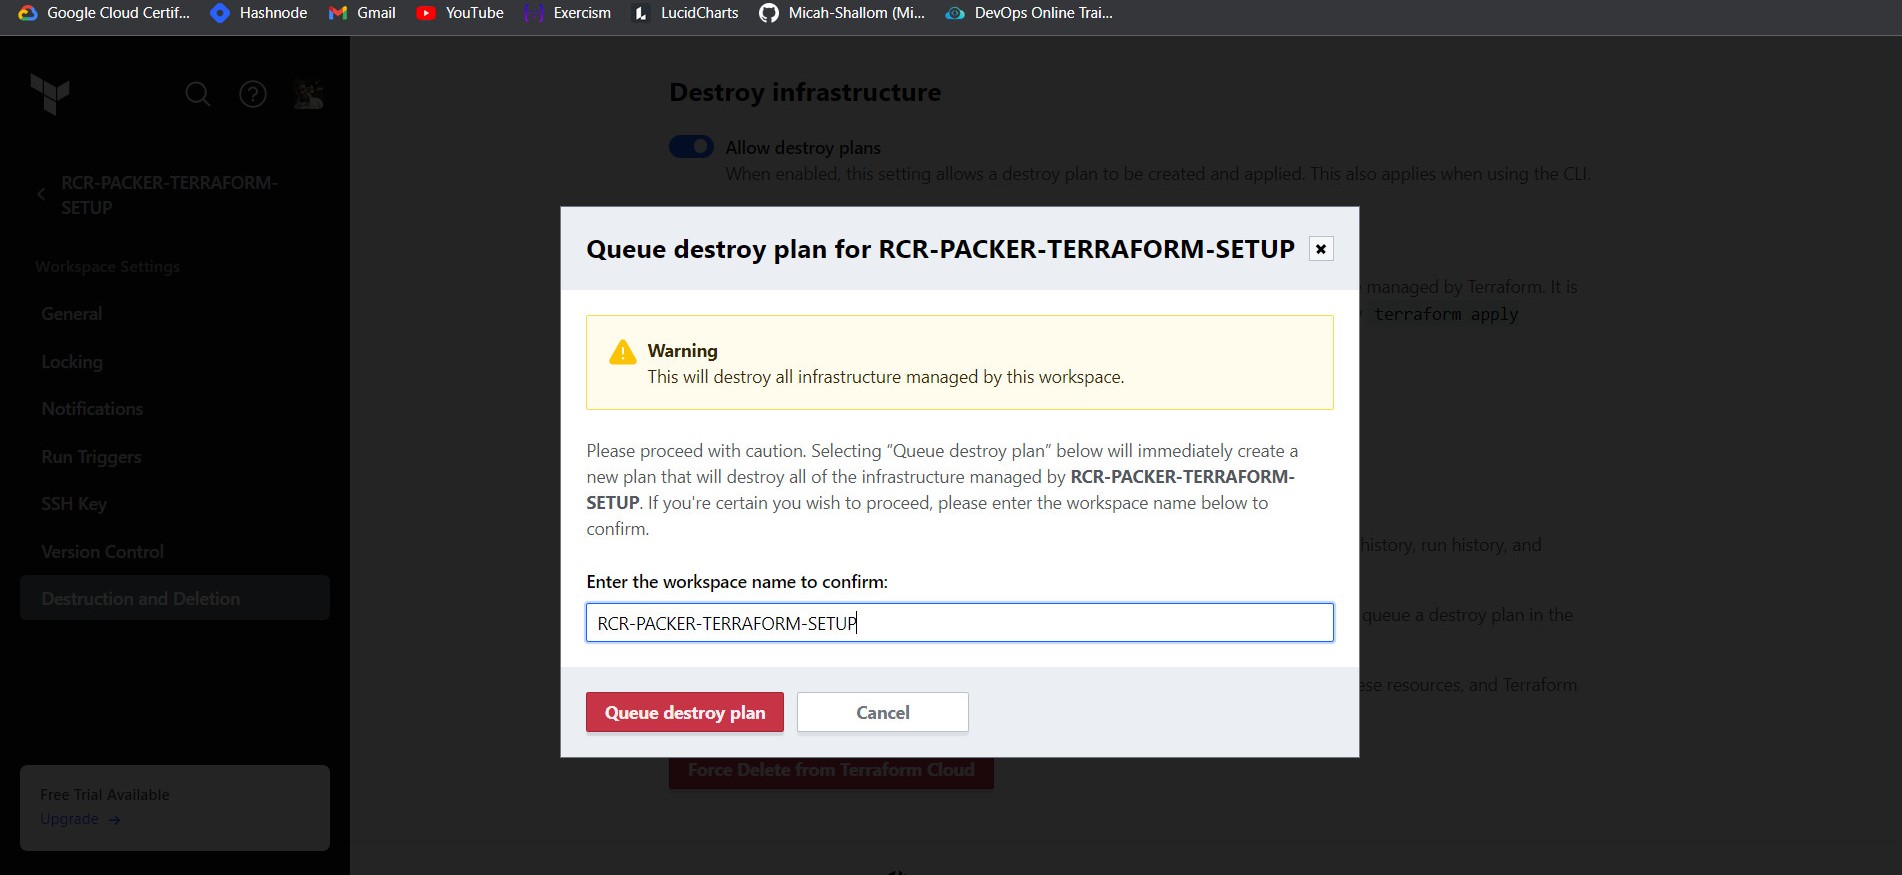 Google Cloud Certif... Hashnode Gmail YouTube Exercism LucidCharts Micah-Shallom (Mi... DevOps Online Trai...
RCR-PACKER-TERRAFORM-
SETUP
Workspace Settings
General
Locking
Notifications
Run Triggers
SSH Key
Version Control
Destruction and Deletion
Free Trial Available
Upgrade →
Destroy infrastructure
Allow destroy plans
When enabled, this setting allows a destroy plan to be created and applied. This also applies when using the CLI.
managed by Terraform. It is
terraform apply
history, run history, and
queue a destroy plan in the
resources, and Terraform
Queue destroy plan for RCR-PACKER-TERRAFORM-SETUP
Warning
This will destroy all infrastructure managed by this workspace.
Please proceed with caution. Selecting “Queue destroy plan” below will immediately create a
new plan that will destroy all of the infrastructure managed by RCR-PACKER-TERRAFORM-
SETUP. If you're certain you wish to proceed, please enter the workspace name below to
confirm.
Enter the workspace name to confirm:
RCR-PACKER-TERRAFORM-SETUP
Queue destroy plan Cancel
Force Delete from Terraform Cloud